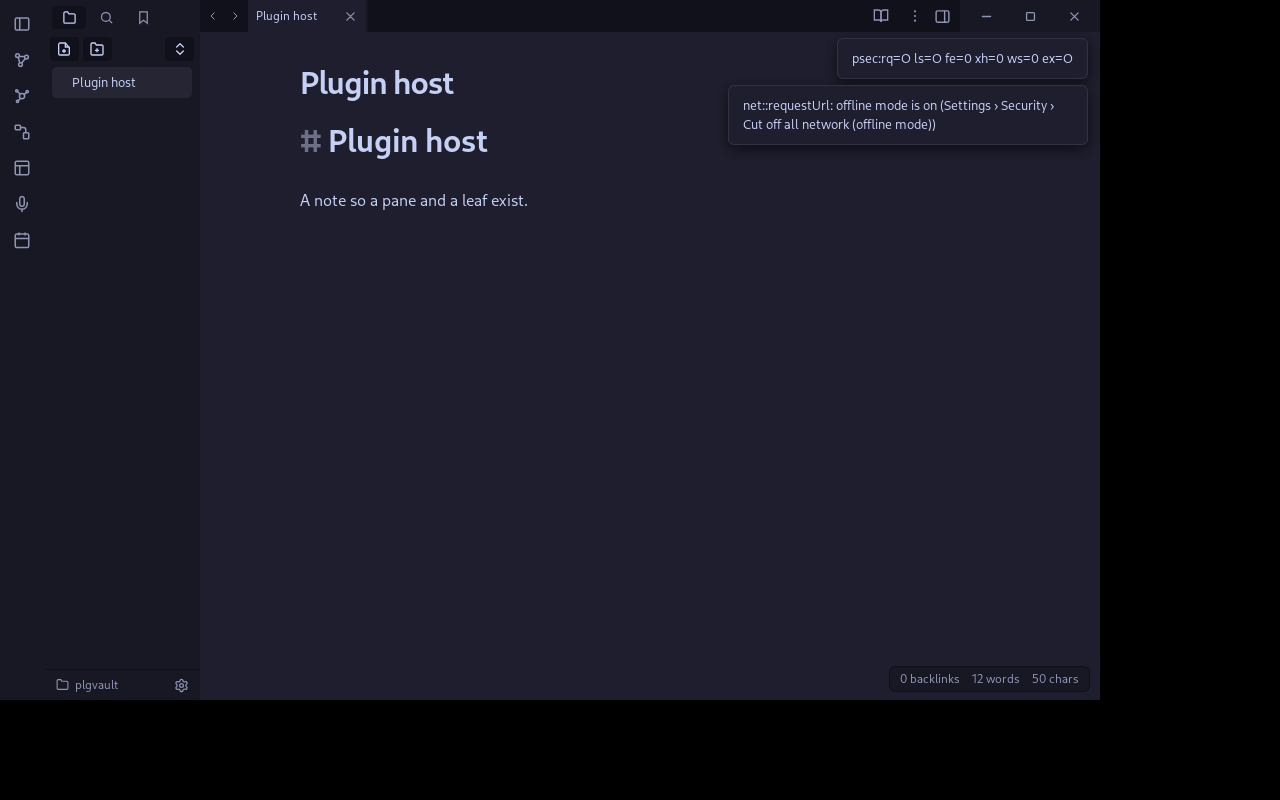 Plugin host
psec:rq=O ls=O fe=0 xh=0 ws=0 ex=O
net::requestUrl: offline mode is on (Settings › Security ›
Cut off all network (offline mode))
Plugin host
Plugin host
# Plugin host
A note so a pane and a leaf exist.
plgvault
0 backlinks 12 words 50 chars